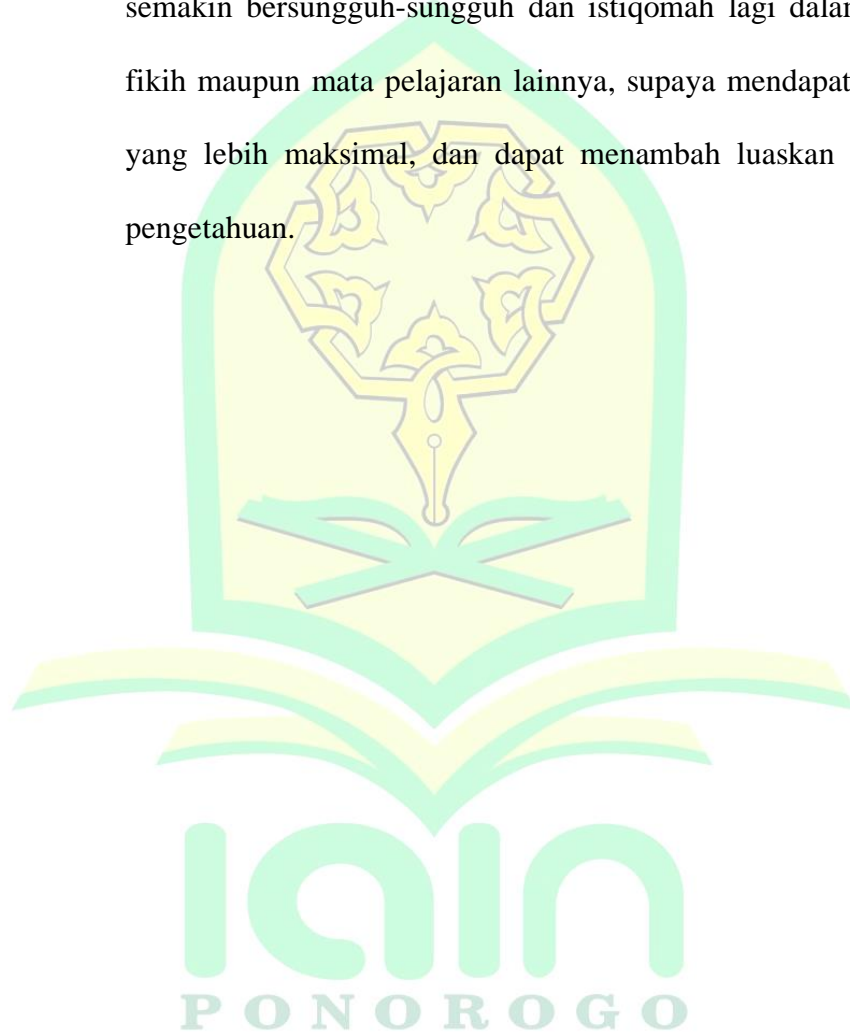 semakin bersungguh-sungguh dan istiqomah lagi dalam
fikih maupun mata pelajaran lainnya, supaya mendapat
yang lebih maksimal, dan dapat menambah luaskan
pengetahuan.
iain
PONOROGO